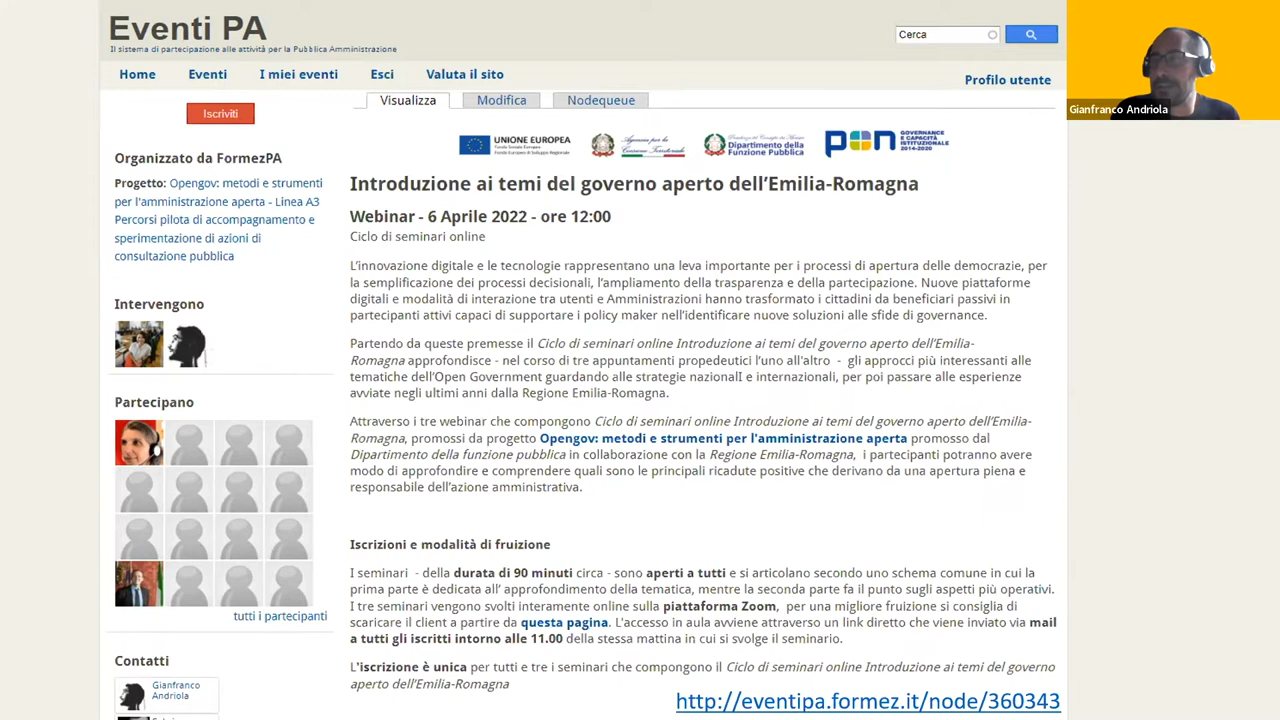 Eventi PA
Il sistema di partecipazione alle attività per la Pubblica Amministrazione
Cerca
Home
Eventi
I miei eventi
Esci
Valuta il sito
Profilo utente
Gianfranco Andriola
Visualizza
Modifica
Nodequeue
Iscriviti
Organizzato da FormezPA
Progetto: Opengov: metodi e strumenti
per l'amministrazione aperta - Linea A3
Percorsi pilota di accompagnamento e
sperimentazione di azioni di
consultazione pubblica
Intervengono
Partecipano
tutti i partecipanti
Contatti
Gianfranco
Andriola
UNIONE EUROPEA
Agenzia per la
Coesione Territoriale
Dipartimento della
Funzione Pubblica
pon
GOVERNANCE
E CAPACITÀ
ISTITUZIONALE
2014-2020
Introduzione ai temi del governo aperto dell’Emilia-Romagna
Webinar - 6 Aprile 2022 - ore 12:00
Ciclo di seminari online
L’innovazione digitale e le tecnologie rappresentano una leva importante per i processi di apertura delle democrazie, per
la semplificazione dei processi decisionali, l’ampliamento della trasparenza e della partecipazione. Nuove piattaforme
digitali e modalità di interazione tra utenti e Amministrazioni hanno trasformato i cittadini da beneficiari passivi in
partecipanti attivi capaci di supportare i policy maker nell’identificare nuove soluzioni alle sfide di governance.
Partendo da queste premesse il Ciclo di seminari online Introduzione ai temi del governo aperto dell’Emilia-
Romagna approfondisce - nel corso di tre appuntamenti propedeutici l’uno all'altro - gli approcci più interessanti alle
tematiche dell’Open Government guardando alle strategie nazionalI e internazionali, per poi passare alle esperienze
avviate negli ultimi anni dalla Regione Emilia-Romagna.
Attraverso i tre webinar che compongono Ciclo di seminari online Introduzione ai temi del governo aperto dell’Emilia-
Romagna, promossi da progetto Opengov: metodi e strumenti per l'amministrazione aperta promosso dal
Dipartimento della funzione pubblica in collaborazione con la Regione Emilia-Romagna, i partecipanti potranno avere
modo di approfondire e comprendere quali sono le principali ricadute positive che derivano da una apertura piena e
responsabile dell’azione amministrativa.
Iscrizioni e modalità di fruizione
I seminari - della durata di 90 minuti circa - sono aperti a tutti e si articolano secondo uno schema comune in cui la
prima parte è dedicata all’ approfondimento della tematica, mentre la seconda parte fa il punto sugli aspetti più operativi.
I tre seminari vengono svolti interamente online sulla piattaforma Zoom, per una migliore fruizione si consiglia di
scaricare il client a partire da questa pagina. L'accesso in aula avviene attraverso un link diretto che viene inviato via mail
a tutti gli iscritti intorno alle 11.00 della stessa mattina in cui si svolge il seminario.
L'iscrizione è unica per tutti e tre i seminari che compongono il Ciclo di seminari online Introduzione ai temi del governo
aperto dell’Emilia-Romagna
http://eventipa.formez.it/node/360343